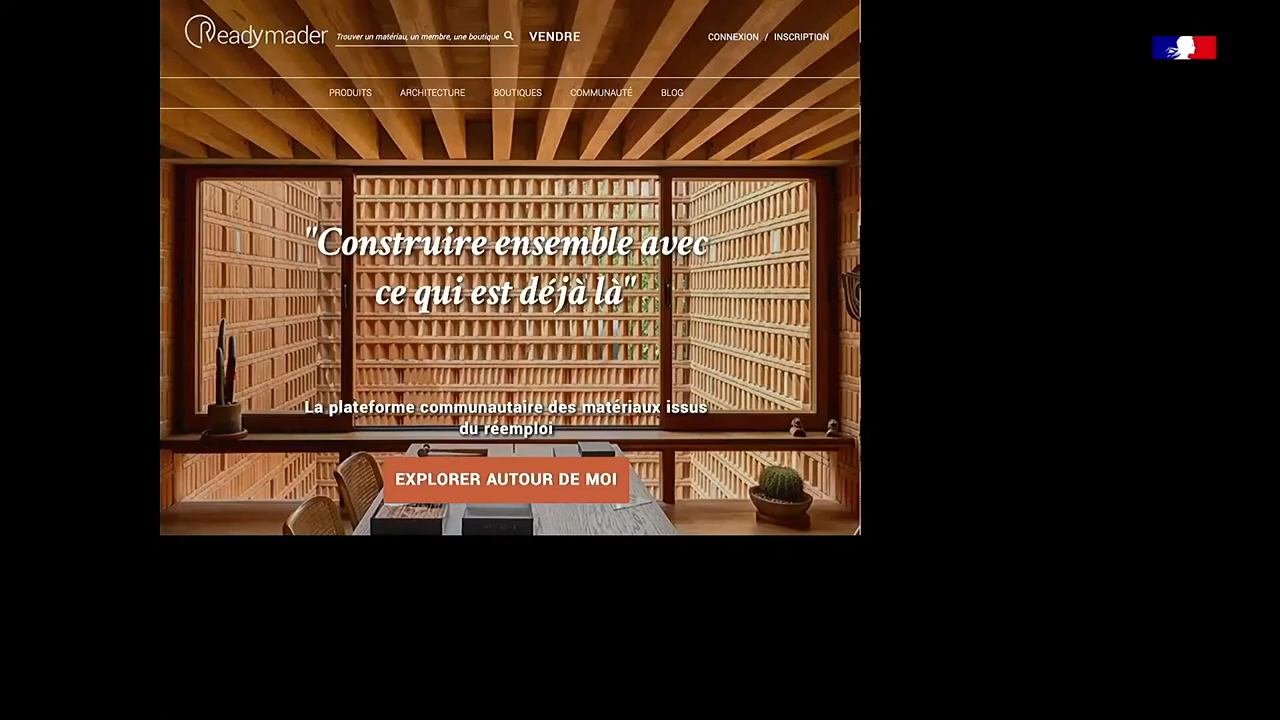 Readymader
Trouver un matériau, un membre, une boutique
VENDRE
CONNEXION / INSCRIPTION
PRODUITS ARCHITECTURE BOUTIQUES COMMUNAUTÉ BLOG
"Construire ensemble avec
ce qui est déjà là"
La plateforme communautaire des matériaux issus
du réemploi
EXPLORER AUTOUR DE MOI